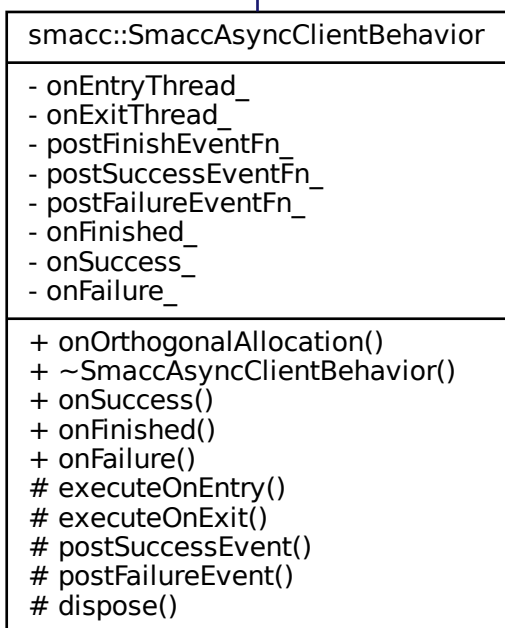 smacc::SmaccAsyncClientBehavior
- onEntryThread_
- onExitThread_
- postFinishEventFn_
- postSuccessEventFn_
- postFailureEventFn_
- onFinished_
- onSuccess_
- onFailure_
+ onOrthogonalAllocation()
+ ~SmaccAsyncClientBehavior()
+ onSuccess()
+ onFinished()
+ onFailure()
# executeOnEntry()
# executeOnExit()
# postSuccessEvent()
# postFailureEvent()
# dispose()